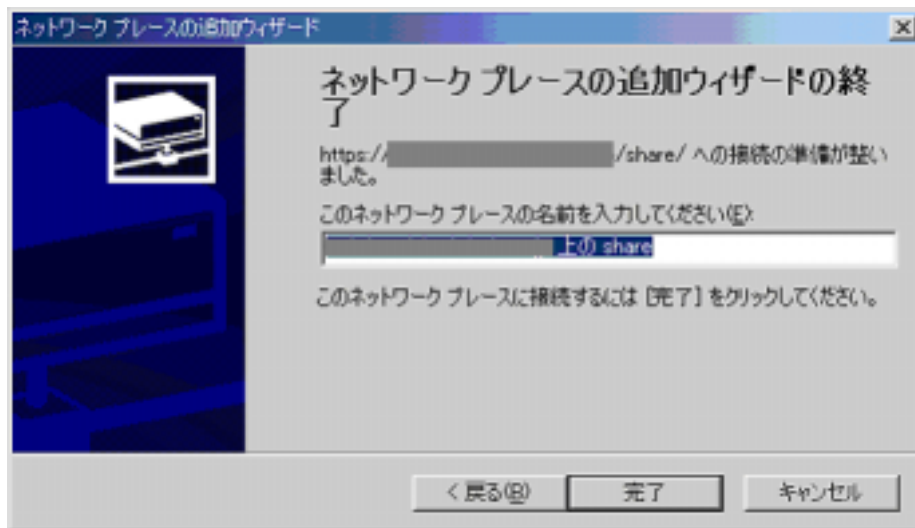 ネットワーク プレースの追加ウィザード
ネットワーク プレースの追加ウィザードの終
了
https:// /share/ への接続の準備が整い
ました。
このネットワーク プレースの名前を入力してください(E):
上の share
このネットワーク プレースに接続するには [完了] をクリックしてください。
< 戻る(B)
完了
キャンセル